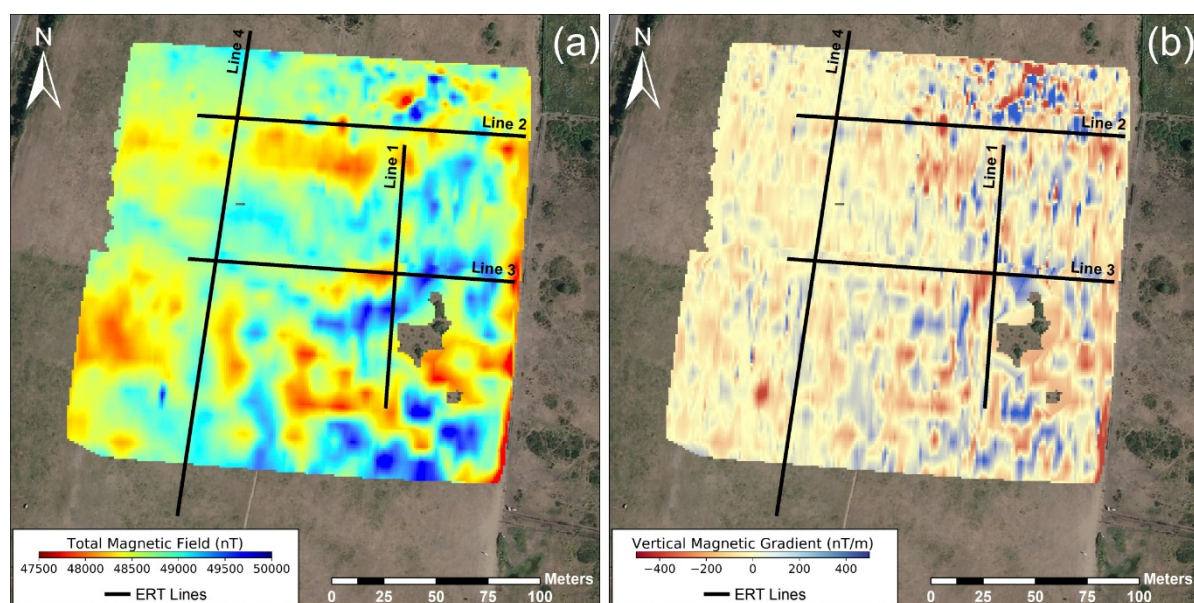 (a)
N
Line 4
Line 2
Line 1
Line 3
Total Magnetic Field (nT)
47500 48000 48500 49000 49500 50000
ERT Lines
Meters
0 25 50 75 100
(b)
N
Line 4
Line 2
Line 1
Line 3
Vertical Magnetic Gradient (nT/m)
−400 −200 0 200 400
ERT Lines
Meters
0 25 50 75 100